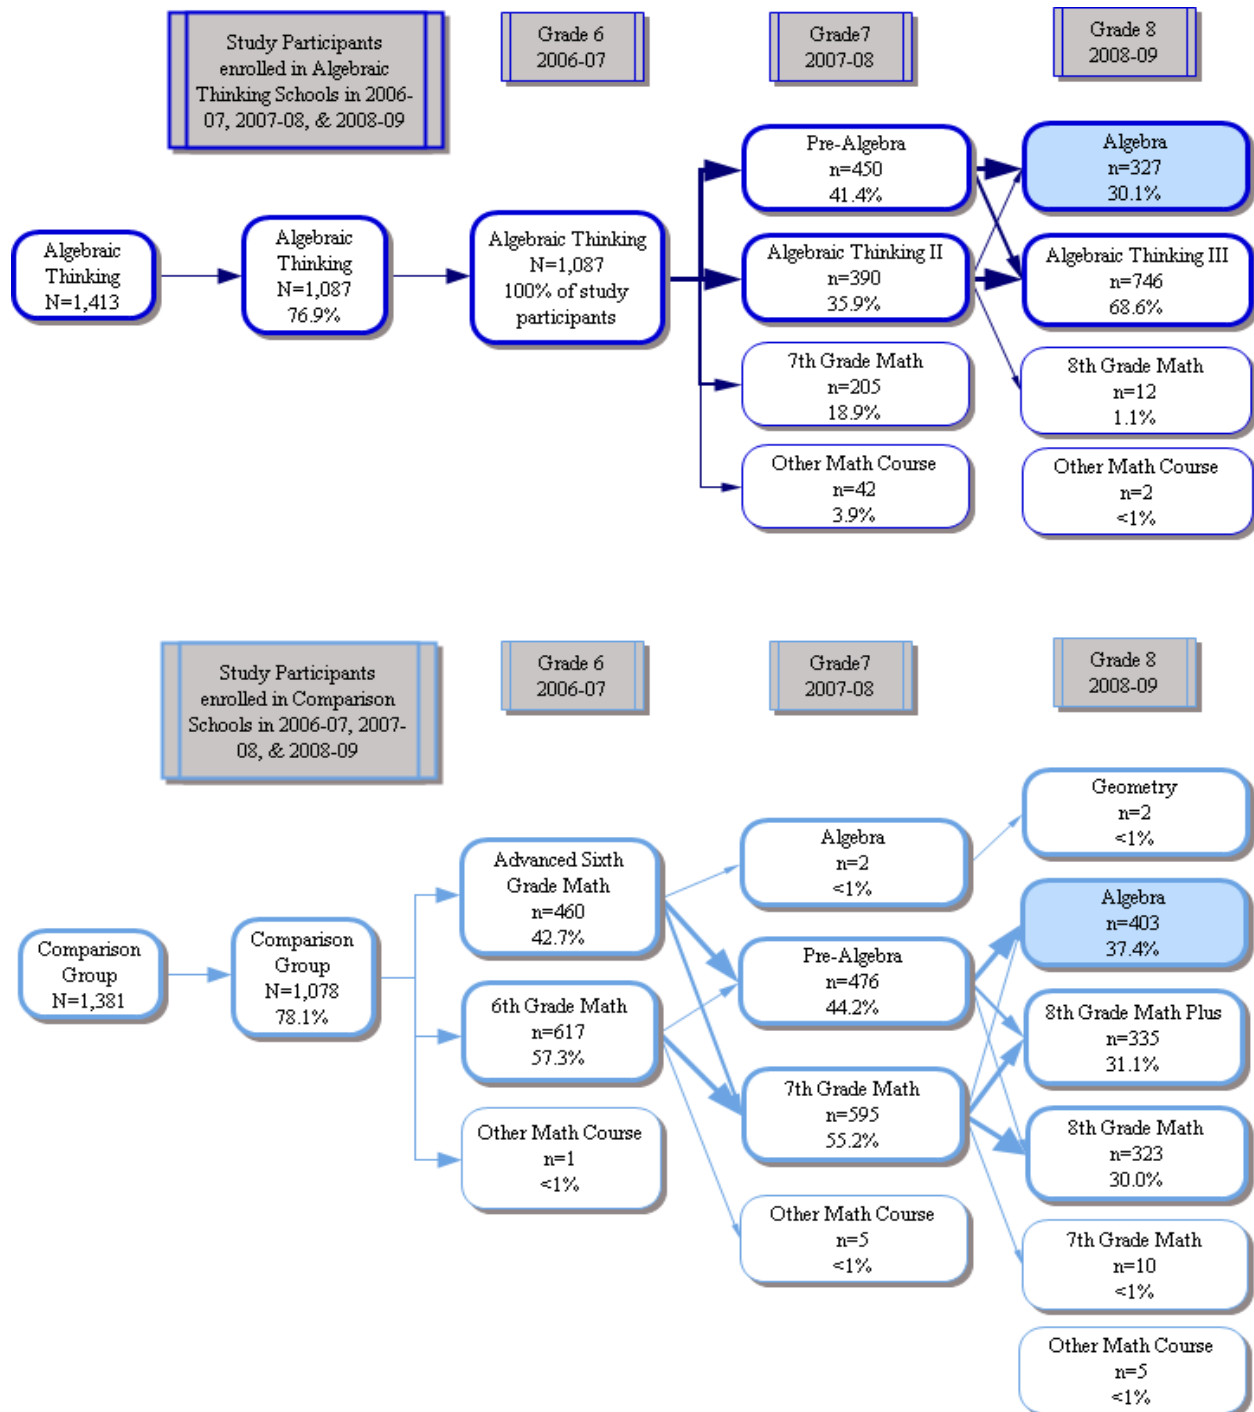 Study Participants
enrolled in Algebraic
Thinking Schools in 2006-
07, 2007-08, & 2008-09
Grade 6
2006-07
Grade7
2007-08
Grade 8
2008-09
Algebraic
Thinking
N=1,413
Algebraic
Thinking
N=1,087
76.9%
Algebraic Thinking
N=1,087
100% of study
participants
Pre-Algebra
n=450
41.4%
Algebraic Thinking II
n=390
35.9%
7th Grade Math
n=205
18.9%
Other Math Course
n=42
3.9%
Algebra
n=327
30.1%
Algebraic Thinking III
n=746
68.6%
8th Grade Math
n=12
1.1%
Other Math Course
n=2
<1%
Study Participants
enrolled in Comparison
Schools in 2006-07, 2007-
08, & 2008-09
Grade 6
2006-07
Grade7
2007-08
Grade 8
2008-09
Comparison
Group
N=1,381
Comparison
Group
N=1,078
78.1%
Advanced Sixth
Grade Math
n=460
42.7%
6th Grade Math
n=617
57.3%
Other Math Course
n=1
<1%
Algebra
n=2
<1%
Pre-Algebra
n=476
44.2%
7th Grade Math
n=595
55.2%
Other Math Course
n=5
<1%
Geometry
n=2
<1%
Algebra
n=403
37.4%
8th Grade Math Plus
n=335
31.1%
8th Grade Math
n=323
30.0%
7th Grade Math
n=10
<1%
Other Math Course
n=5
<1%